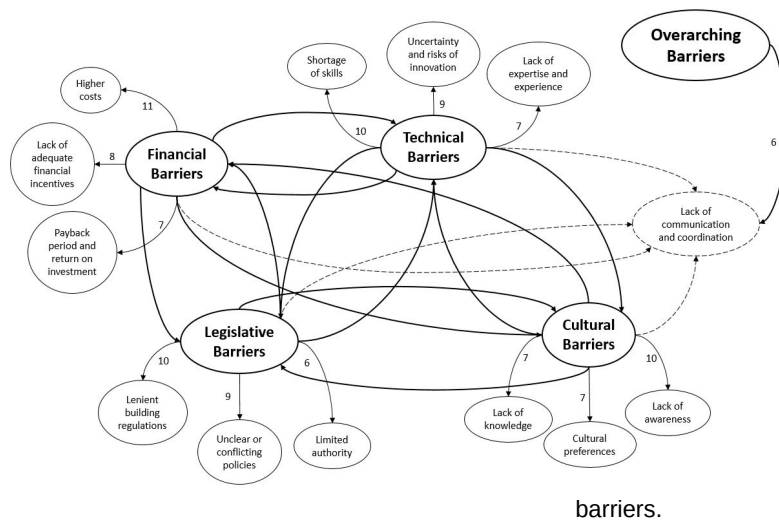 Overarching
Barriers
6
Uncertainty
and risks of
innovation
Shortage
of skills
Lack of
expertise and
experience
9
10
7
Technical
Barriers
Higher
costs
11
Lack of
adequate
financial
incentives
8
Financial
Barriers
Payback
period and
return on
investment
7
Lack of
communication
and coordination
Legislative
Barriers
10
9
6
Lenient
building
regulations
Unclear or
conflicting
policies
Limited
authority
Cultural
Barriers
7
7
10
Lack of
knowledge
Cultural
preferences
Lack of
awareness
barriers.